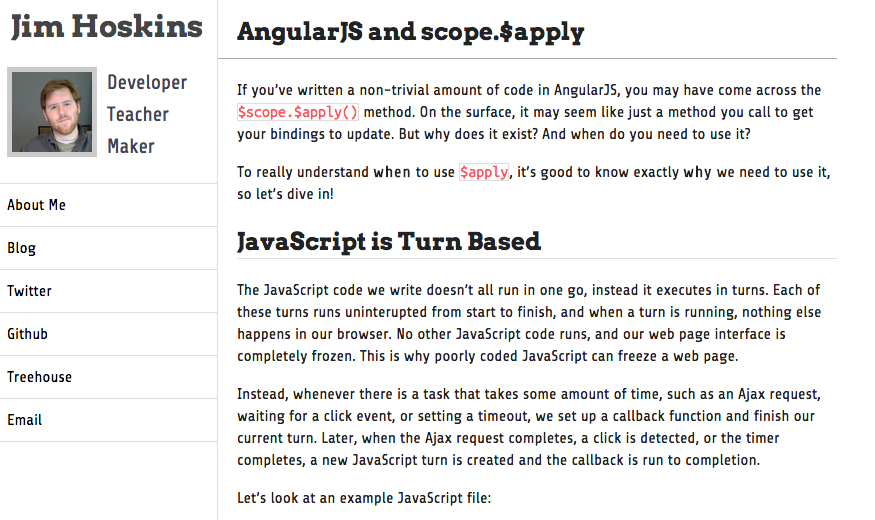 Jim Hoskins
Developer
Teacher
Maker
About Me
Blog
Twitter
Github
Treehouse
Email
AngularJS and scope.$apply
If you’ve written a non-trivial amount of code in AngularJS, you may have come across the
$scope.$apply() method. On the surface, it may seem like just a method you call to get
your bindings to update. But why does it exist? And when do you need to use it?
To really understand when to use $apply, it’s good to know exactly why we need to use it,
so let’s dive in!
JavaScript is Turn Based
The JavaScript code we write doesn’t all run in one go, instead it executes in turns. Each of
these turns runs uninterupted from start to finish, and when a turn is running, nothing else
happens in our browser. No other JavaScript code runs, and our web page interface is
completely frozen. This is why poorly coded JavaScript can freeze a web page.
Instead, whenever there is a task that takes some amount of time, such as an Ajax request,
waiting for a click event, or setting a timeout, we set up a callback function and finish our
current turn. Later, when the Ajax request completes, a click is detected, or the timer
completes, a new JavaScript turn is created and the callback is run to completion.
Let’s look at an example JavaScript file: